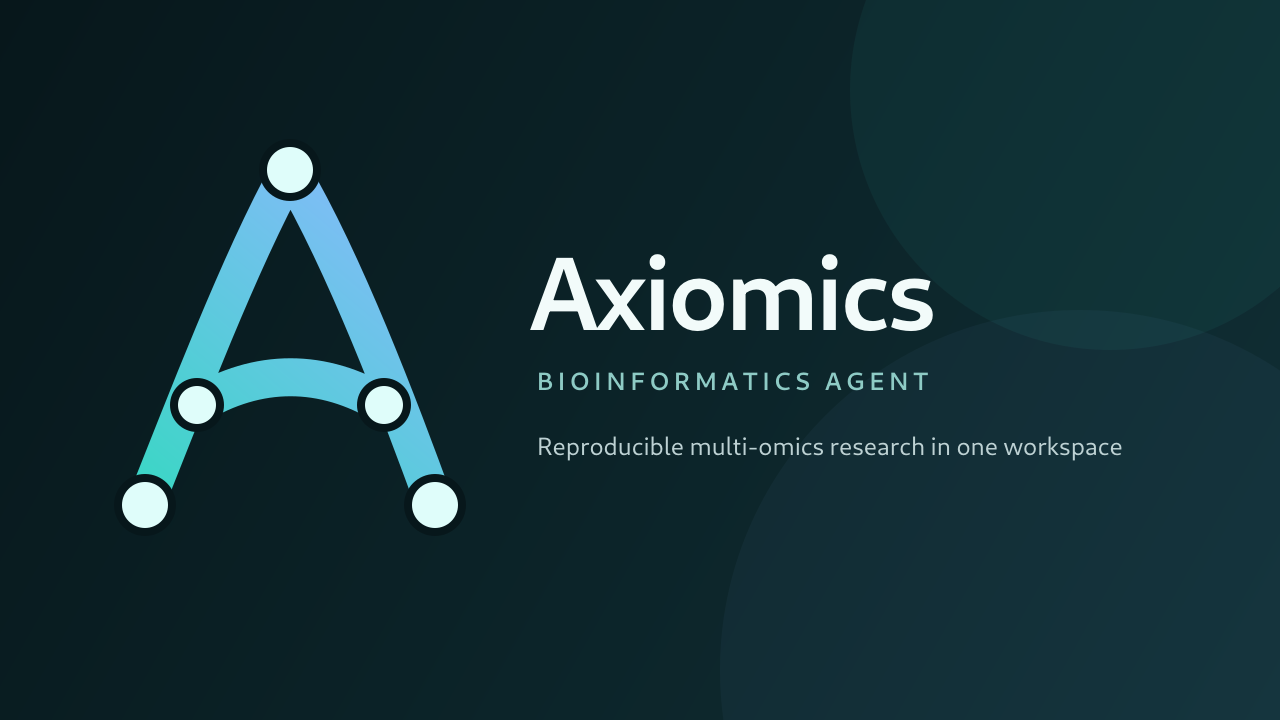 Axiomics
BIOINFORMATICS AGENT
Reproducible multi-omics research in one workspace